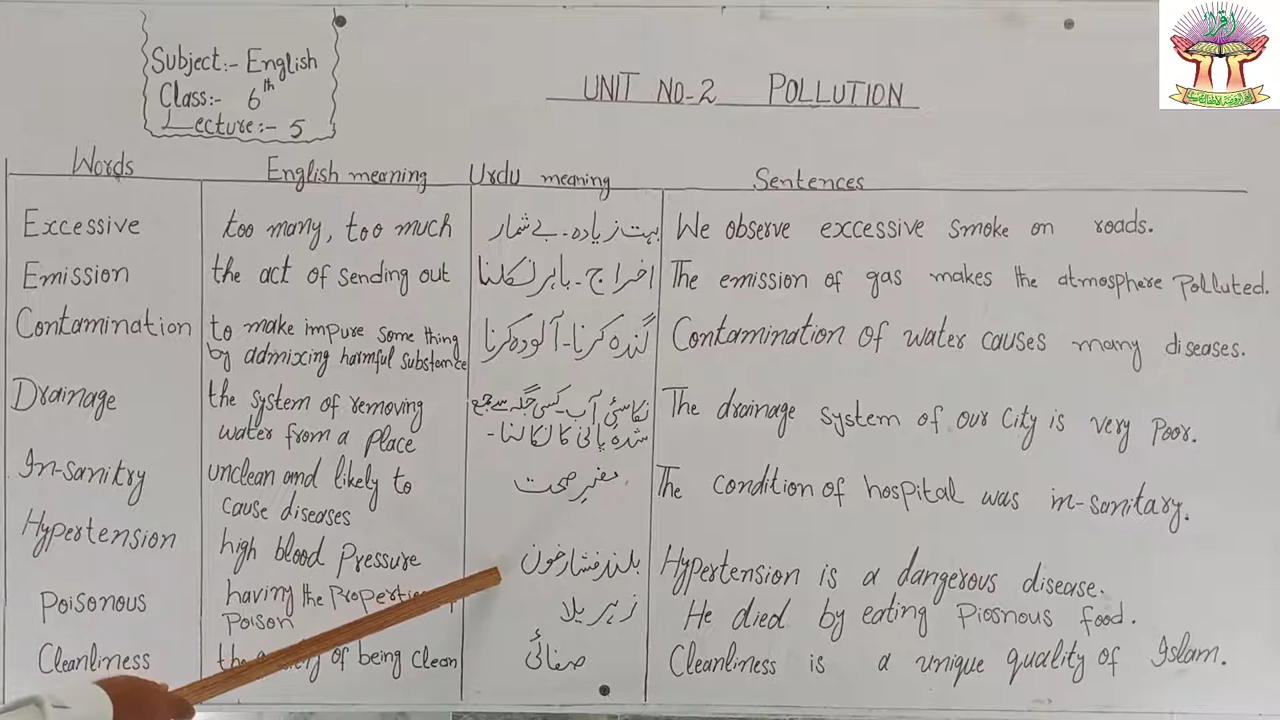 Subject:- English
Class:- 6th
Lecture:- 5
UNIT NO-2 POLLUTION
Words English meaning Urdu meaning Sentences
Excessive too many, too much بہت زیادہ۔بے شمار We observe excessive smoke on roads.
Emission the act of sending out اخراج۔باہر نکلنا The emission of gas makes the atmosphere polluted.
Contamination to make impure some thing گندہ کرنا۔آلودہ کرنا Contamination of water causes many diseases.
by admixing harmful substance
Drainage the system of removing نکاسئ آب۔کسی جگہ سے جمع The drainage system of our City is very Poor.
water from a place شدہ پانی کا نکالنا۔
In-sanitry unclean and likely to مضر صحت The condition of hospital was in-sanitary.
cause diseases
Hypertension high blood Pressure بلند فشار خون Hypertension is a dangerous disease.
Poisonous having the زہریلا He died by eating Piosnous food.
Poison
Cleanliness of being clean صفائی Cleanliness is a unique quality of Islam.
اقرا